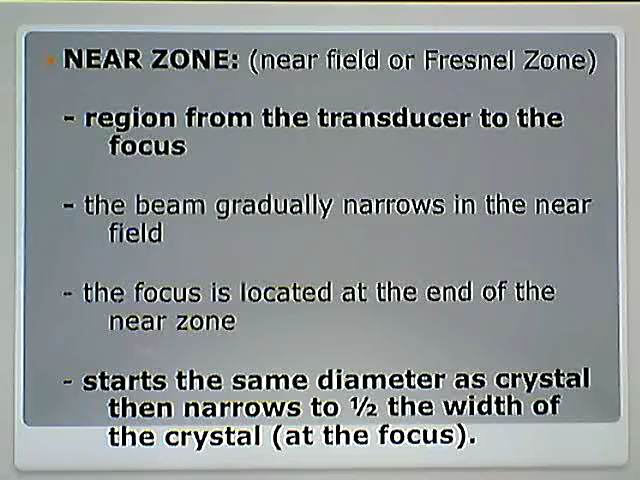 NEAR ZONE: (near field or Fresnel Zone)
- region from the transducer to the
focus
- the beam gradually narrows in the near
field
- the focus is located at the end of the
near zone
- starts the same diameter as crystal
then narrows to ½ the width of
the crystal (at the focus).